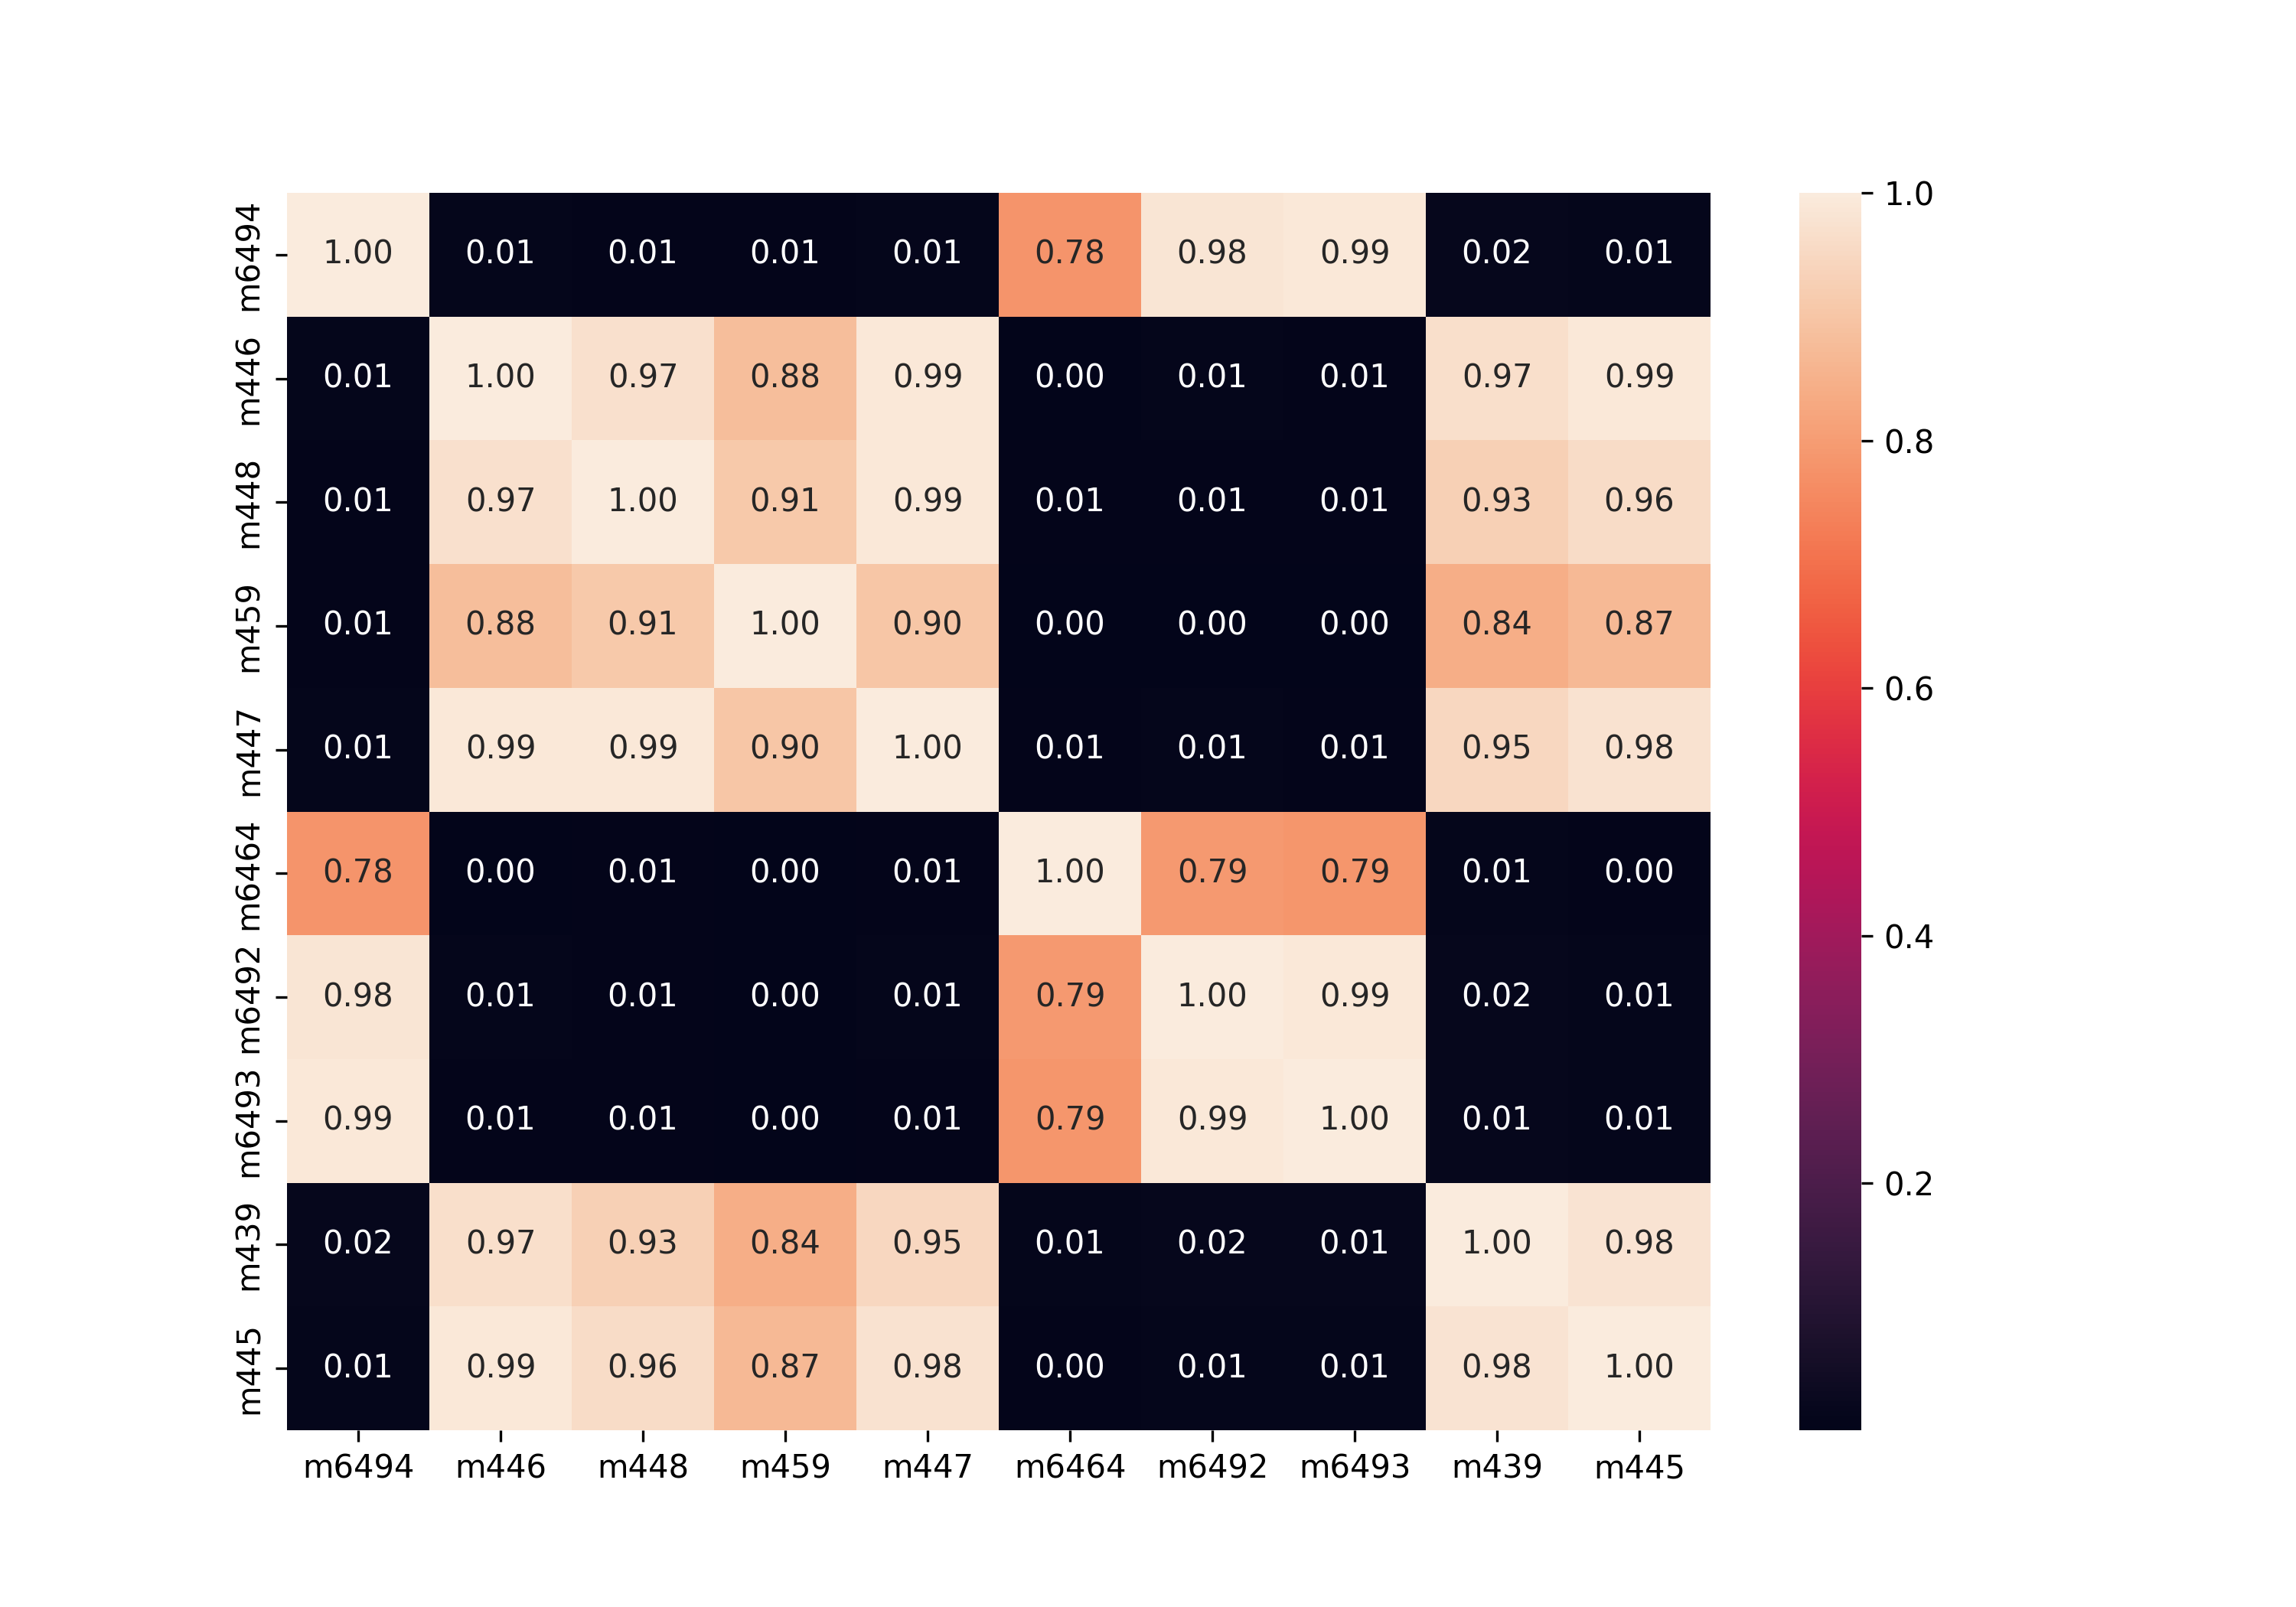 m6494 1.00 0.01 0.01 0.01 0.01 0.78 0.98 0.99 0.02 0.01
m446 0.01 1.00 0.97 0.88 0.99 0.00 0.01 0.01 0.97 0.99
m448 0.01 0.97 1.00 0.91 0.99 0.01 0.01 0.01 0.93 0.96
m459 0.01 0.88 0.91 1.00 0.90 0.00 0.00 0.00 0.84 0.87
m447 0.01 0.99 0.99 0.90 1.00 0.01 0.01 0.01 0.95 0.98
m6464 0.78 0.00 0.01 0.00 0.01 1.00 0.79 0.79 0.01 0.00
m6492 0.98 0.01 0.01 0.00 0.01 0.79 1.00 0.99 0.02 0.01
m6493 0.99 0.01 0.01 0.00 0.01 0.79 0.99 1.00 0.01 0.01
m439 0.02 0.97 0.93 0.84 0.95 0.01 0.02 0.01 1.00 0.98
m445 0.01 0.99 0.96 0.87 0.98 0.00 0.01 0.01 0.98 1.00
m6494 m446 m448 m459 m447 m6464 m6492 m6493 m439 m445
1.0
0.8
0.6
0.4
0.2